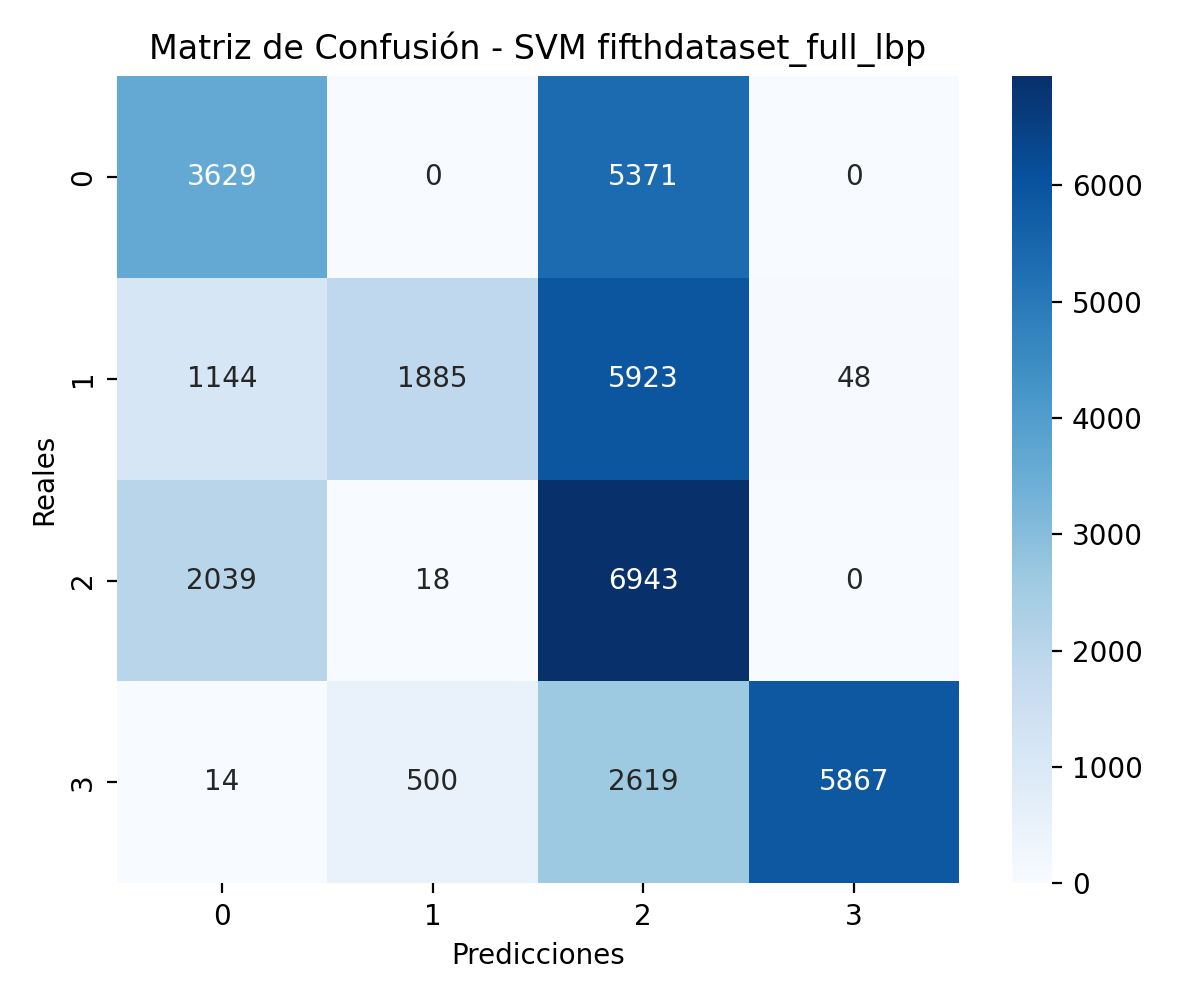 Matriz de Confusión - SVM fifthdataset_full_lbp
0 3629 0 5371 0
1 1144 1885 5923 48
2 2039 18 6943 0
3 14 500 2619 5867
0 1 2 3
Predicciones
Reales
6000
5000
4000
3000
2000
1000
0